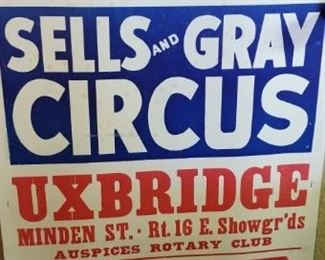 SELLS AND GRAY
CIRCUS
UXBRIDGE
MINDEN ST. · Rt. 16 E. Showgr'ds
AUSPICES ROTARY CLUB